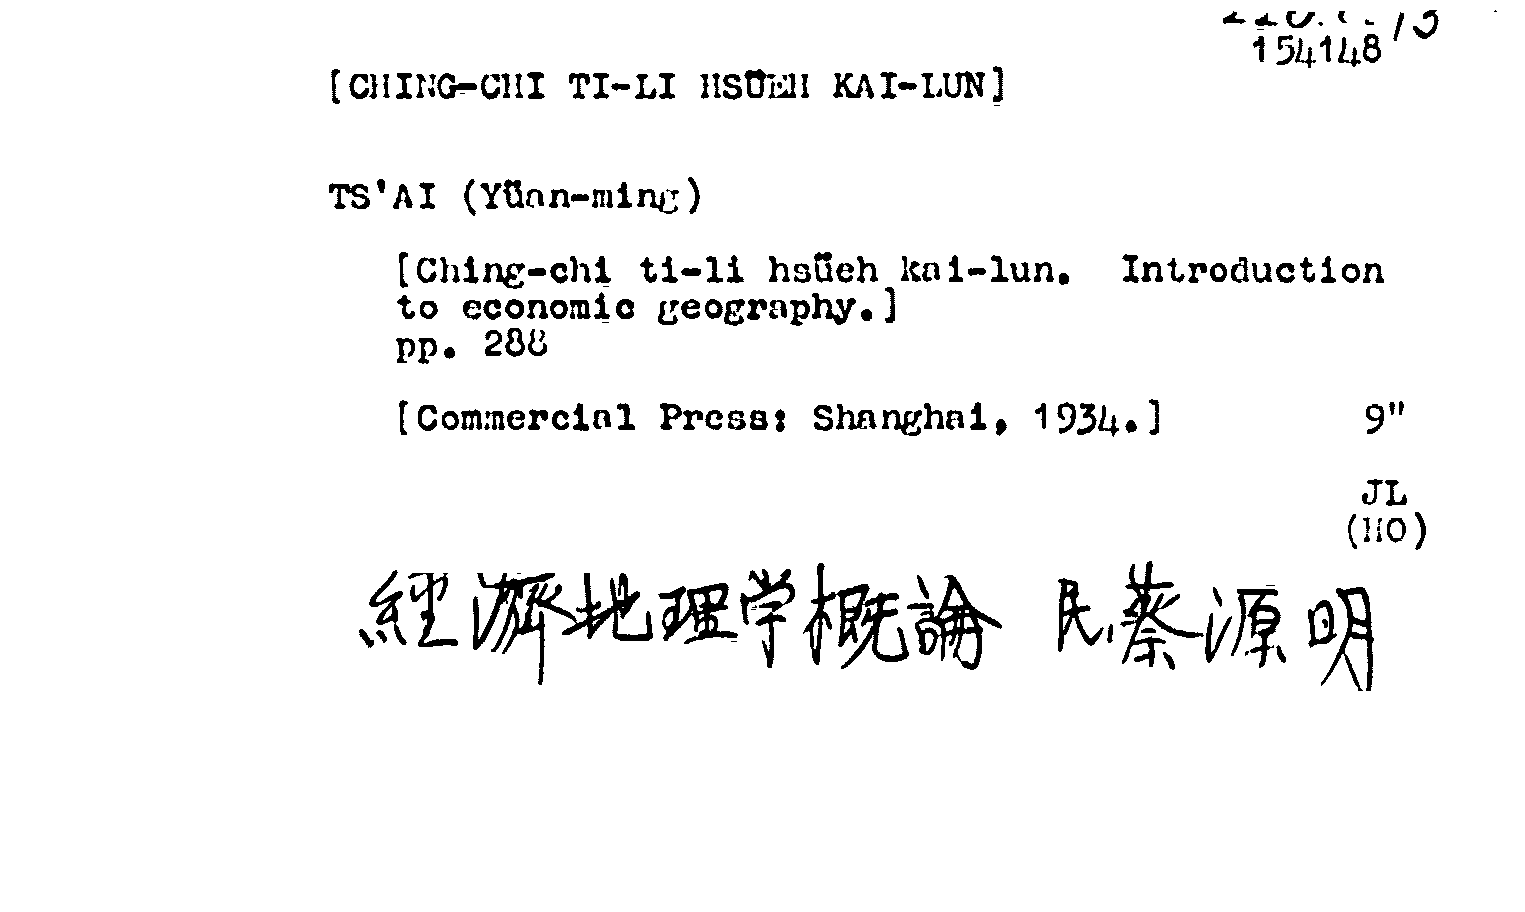 154148
[CHING-CHI TI-LI HSÜEH KAI-LUN]
TS'AI (Yüan-ming)
[Ching-chi ti-li hsüeh kai-lun. Introduction
to economic geography.]
pp. 288
[Commercial Press: Shanghai, 1934.] 9"
JL
(HO)
經濟地理学概論 民蔡源明